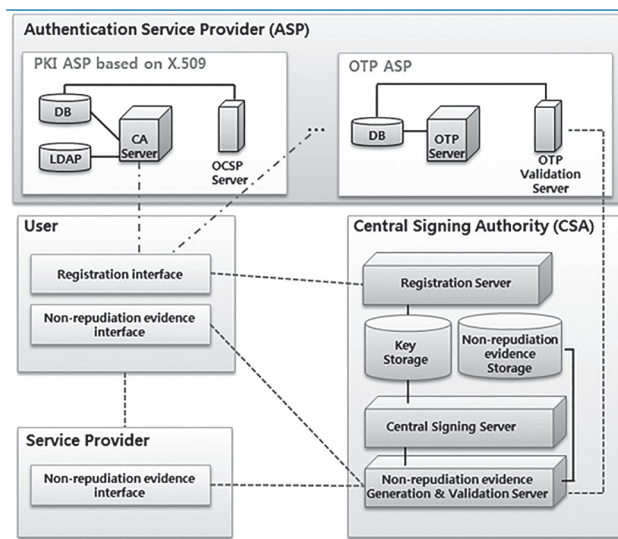 Authentication Service Provider (ASP)
PKI ASP based on X.509
DB
LDAP
CA
Server
OCSP
Server
...
OTP ASP
DB
OTP
Server
OTP
Validation
Server
User
Registration interface
Non-repudiation evidence
interface
Service Provider
Non-repudiation evidence
interface
Central Signing Authority (CSA)
Registration Server
Key
Storage
Non-repudiation
evidence
Storage
Central Signing Server
Non-repudiation evidence
Generation & Validation Server